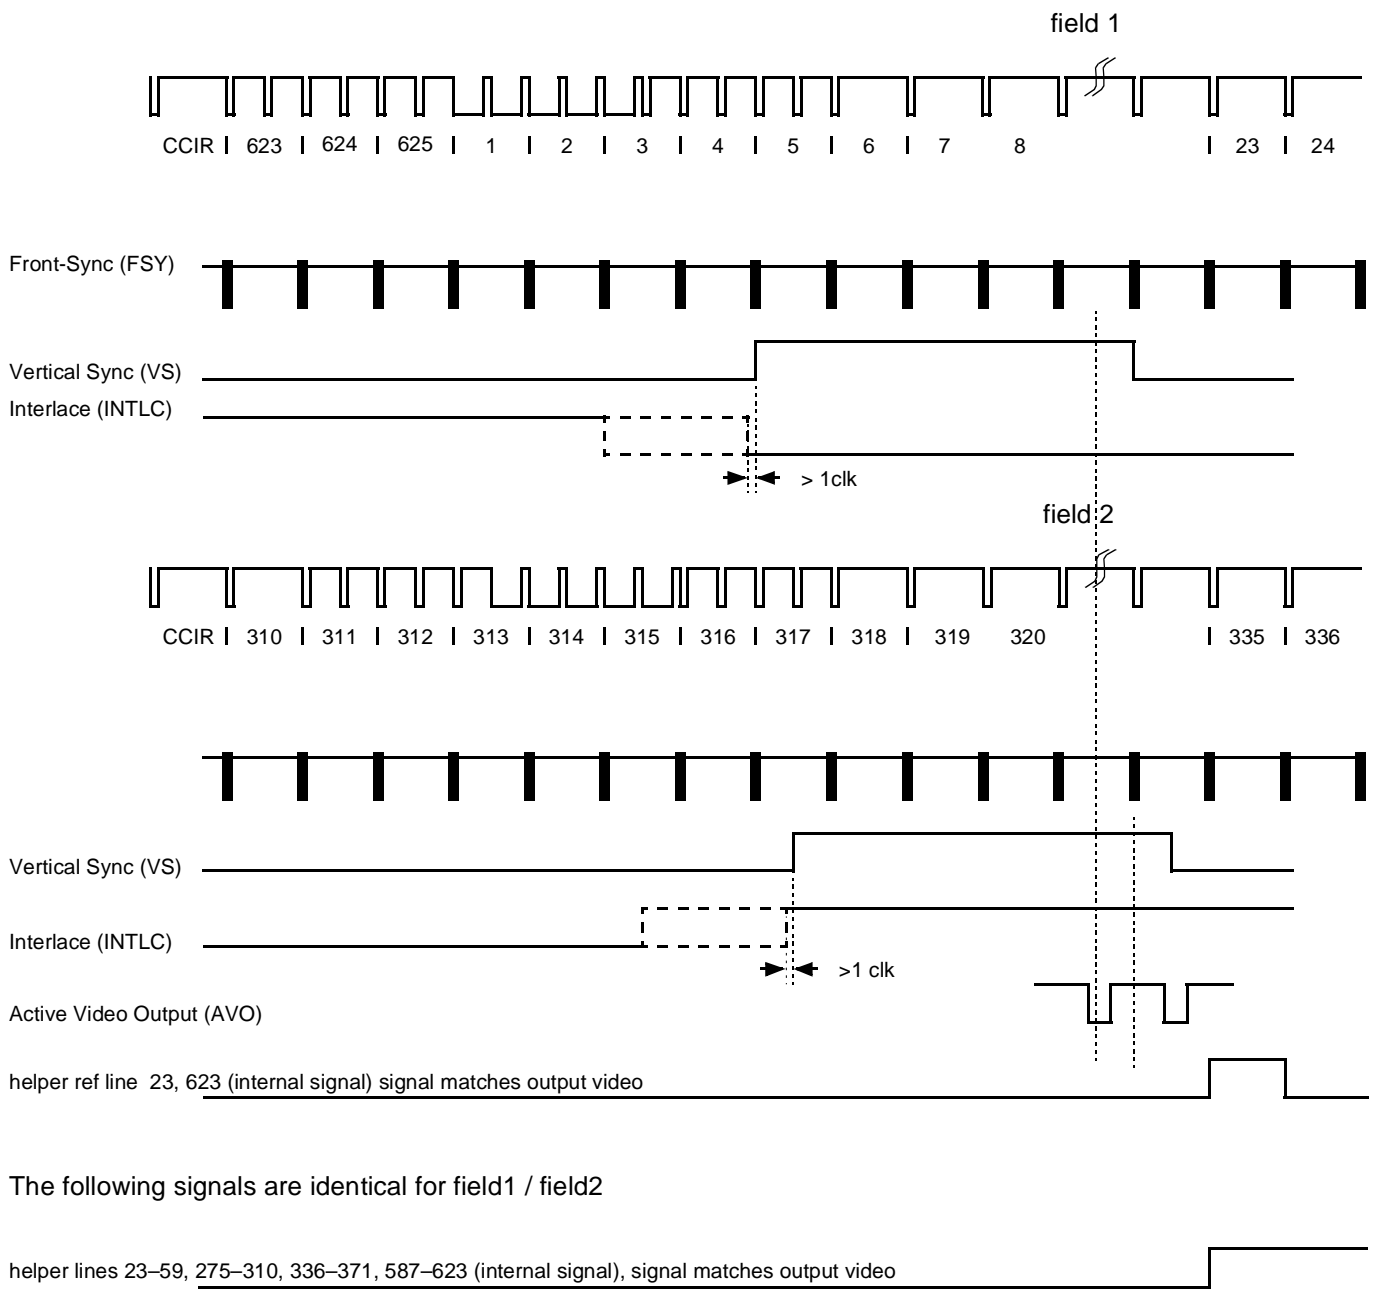 field 1
CCIR 623 624 625 1 2 3 4 5 6 7 8 23 24
Front-Sync (FSY)
Vertical Sync (VS)
Interlace (INTLC)
> 1clk
field 2
CCIR 310 311 312 313 314 315 316 317 318 319 320 335 336
Vertical Sync (VS)
Interlace (INTLC)
>1 clk
Active Video Output (AVO)
helper ref line 23, 623 (internal signal) signal matches output video
The following signals are identical for field1 / field2
helper lines 23–59, 275–310, 336–371, 587–623 (internal signal), signal matches output video